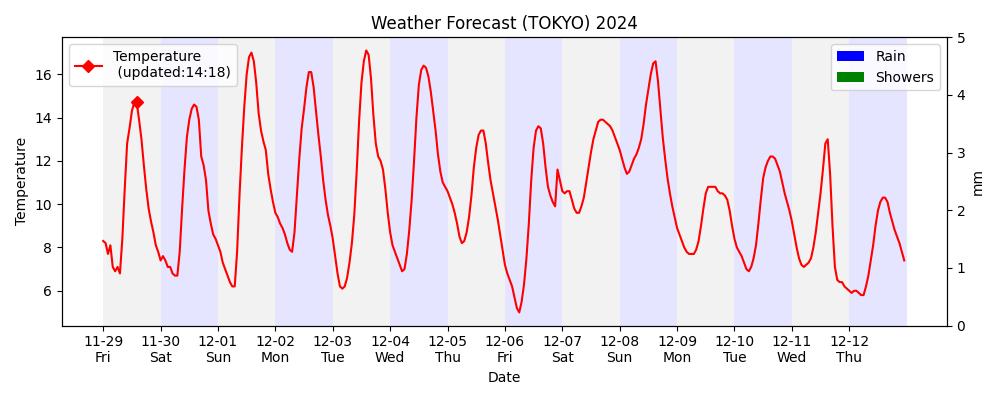 Weather Forecast (TOKYO) 2024
Temperature
(updated:14:18)
Rain
Showers
Temperature
16
14
12
10
8
6
5
4
3
2
1
0
mm
11-29 11-30 12-01 12-02 12-03 12-04 12-05 12-06 12-07 12-08 12-09 12-10 12-11 12-12
Fri Sat Sun Mon Tue Wed Thu Fri Sat Sun Mon Tue Wed Thu
Date